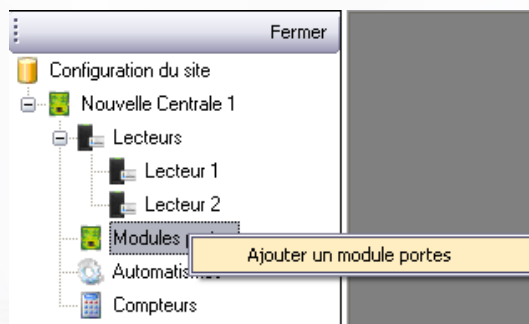 Fermer
Configuration du site
Nouvelle Centrale 1
Lecteurs
Lecteur 1
Lecteur 2
Modules
Ajouter un module portes
Compteurs